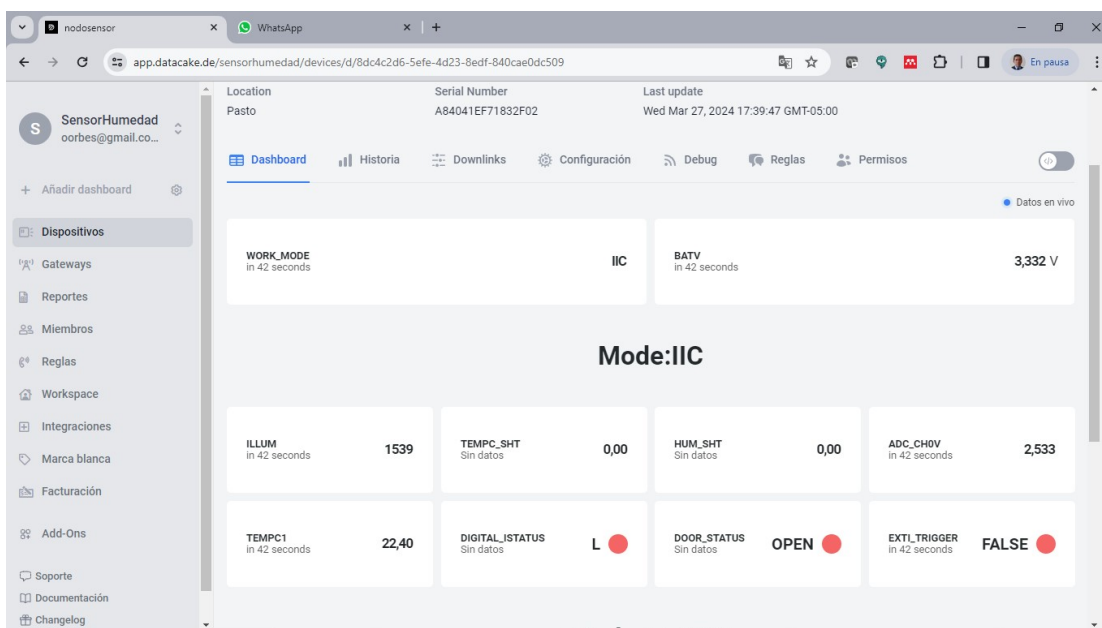 nodosensor
WhatsApp
app.datacake.de/sensorhumedad/devices/d/8dc4c2d6-5efe-4d23-8edf-840cae0dc509
En pausa
S
SensorHumedad
oorbes@gmail.co...
Añadir dashboard
Dispositivos
Gateways
Reportes
Miembros
Reglas
Workspace
Integraciones
Marca blanca
Facturación
Add-Ons
Soporte
Documentación
Changelog
Location
Pasto
Serial Number
A84041EF71832F02
Last update
Wed Mar 27, 2024 17:39:47 GMT-05:00
Dashboard
Historia
Downlinks
Configuración
Debug
Reglas
Permisos
Datos en vivo
WORK_MODE
in 42 seconds
IIC
BATV
in 42 seconds
3,332 V
Mode:IIC
ILLUM
in 42 seconds
1539
TEMPC_SHT
Sin datos
0,00
HUM_SHT
Sin datos
0,00
ADC_CH0V
in 42 seconds
2,533
TEMPC1
in 42 seconds
22,40
DIGITAL_ISTATUS
Sin datos
L
DOOR_STATUS
Sin datos
OPEN
EXTI_TRIGGER
in 42 seconds
FALSE